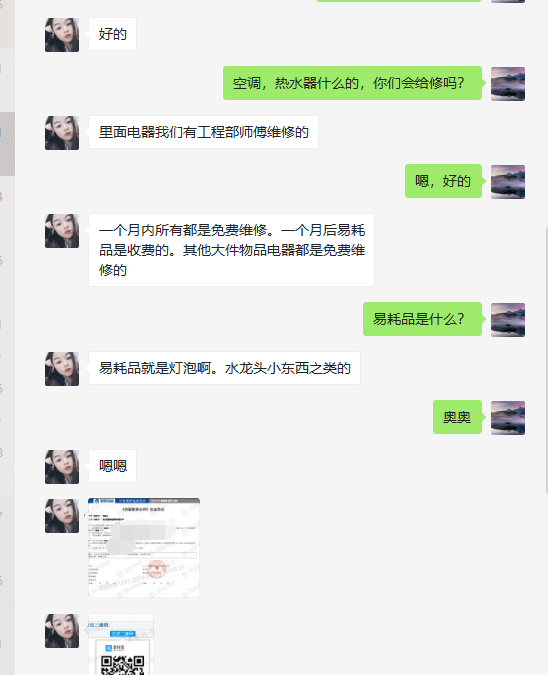 好的
空调，热水器什么的，你们会给修吗？
里面电器我们有工程部师傅维修的
嗯，好的
一个月内所有都是免费维修。一个月后易耗
品是收费的。其他大件物品电器都是免费维
修的
易耗品是什么？
易耗品就是灯泡啊。水龙头小东西之类的
奥奥
嗯嗯